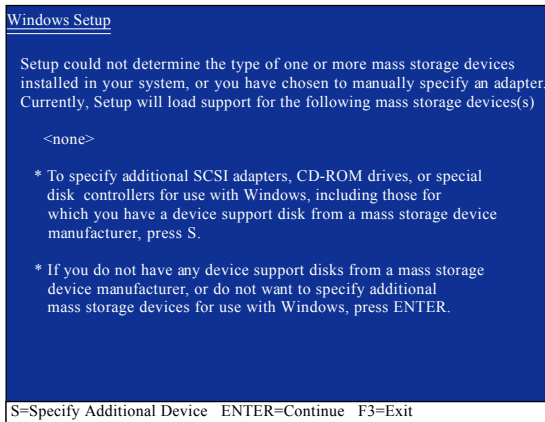 Windows Setup
Setup could not determine the type of one or more mass storage devices
installed in your system, or you have chosen to manually specify an adapter.
Currently, Setup will load support for the following mass storage devices(s)
<none>
* To specify additional SCSI adapters, CD-ROM drives, or special
disk controllers for use with Windows, including those for
which you have a device support disk from a mass storage device
manufacturer, press S.
* If you do not have any device support disks from a mass storage
device manufacturer, or do not want to specify additional
mass storage devices for use with Windows, press ENTER.
S=Specify Additional Device ENTER=Continue F3=Exit